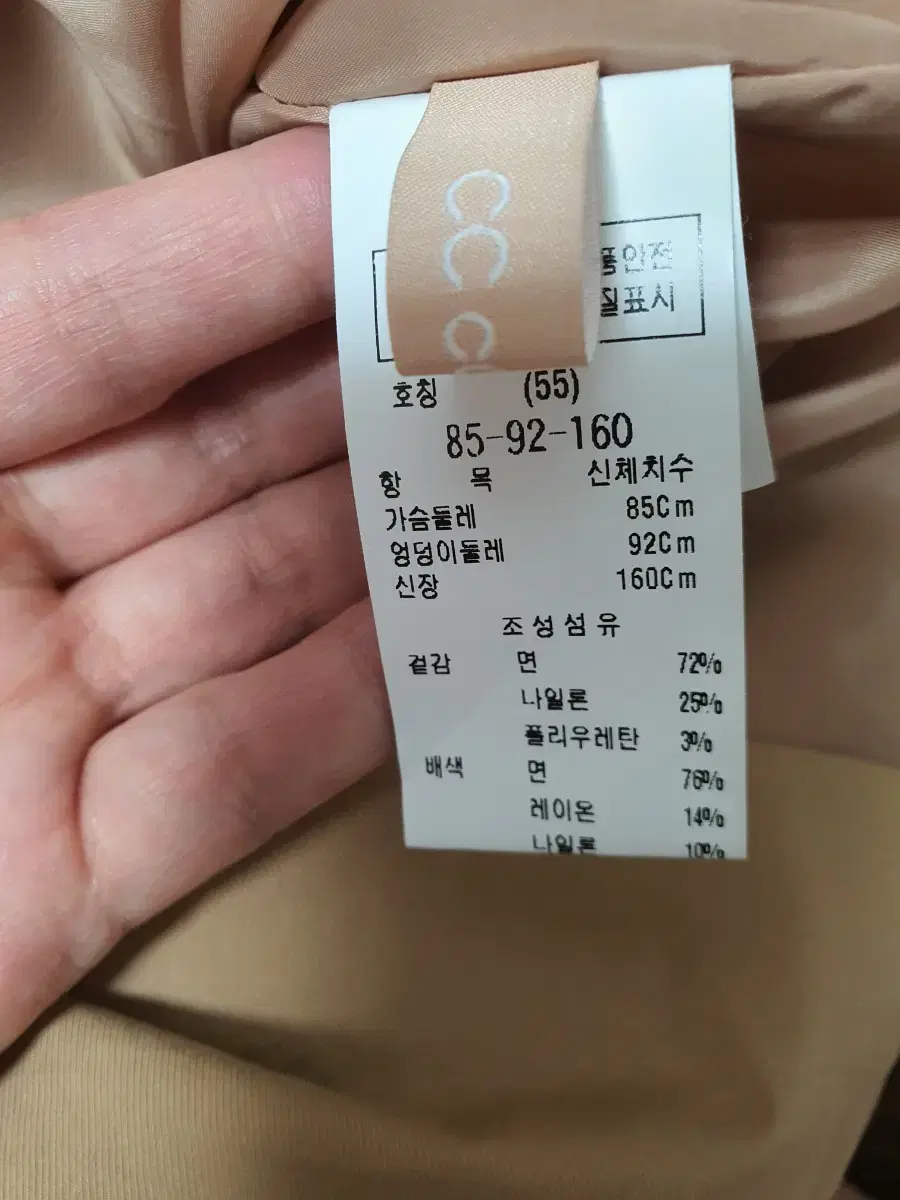 CC C
품안전
질표시
호칭 (55)
85-92-160
항 목 신체치수
가슴둘레 85Cm
엉덩이둘레 92Cm
신장 160Cm
조성섬유
겉감 면 72%
나일론 25%
폴리우레탄 3%
배색 면 76%
레이온 14%
나일론 10%